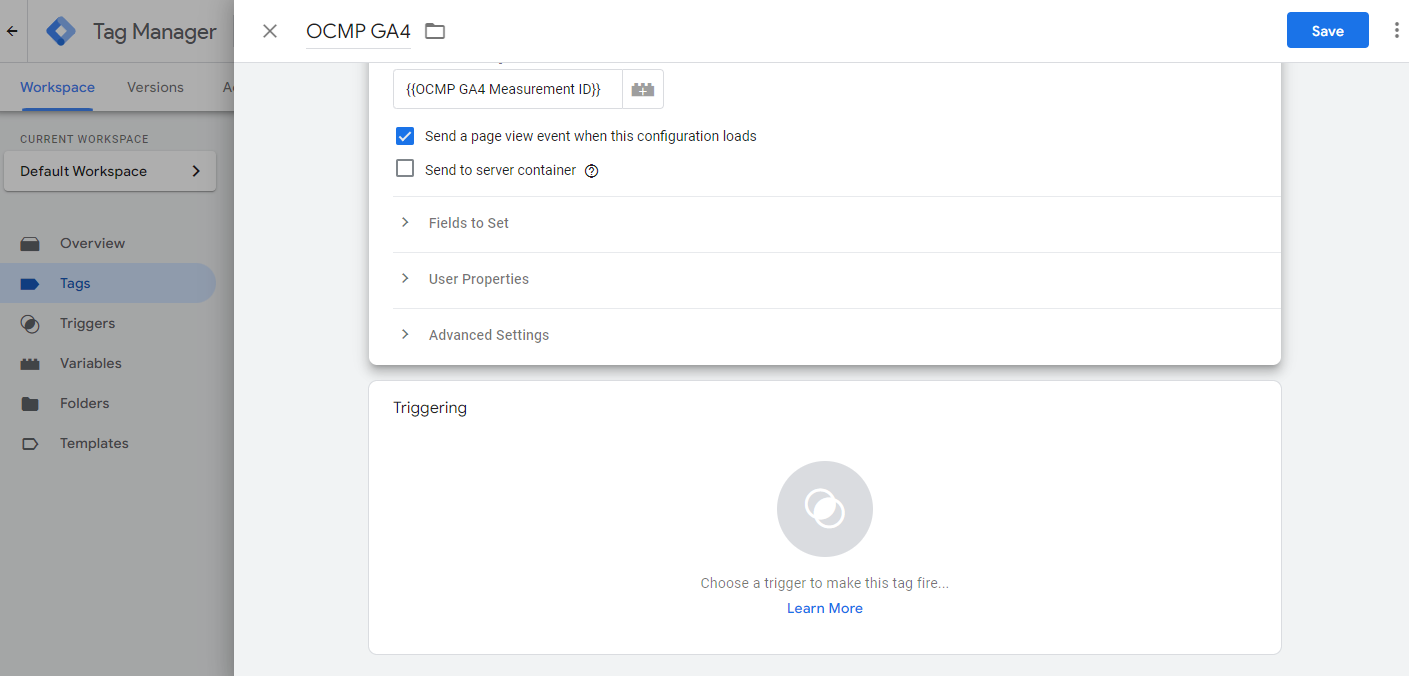 Tag Manager
OCMP GA4
Save
Workspace
Versions
CURRENT WORKSPACE
Default Workspace
Overview
Tags
Triggers
Variables
Folders
Templates
{{OCMP GA4 Measurement ID}}
Send a page view event when this configuration loads
Send to server container
Fields to Set
User Properties
Advanced Settings
Triggering
Choose a trigger to make this tag fire...
Learn More